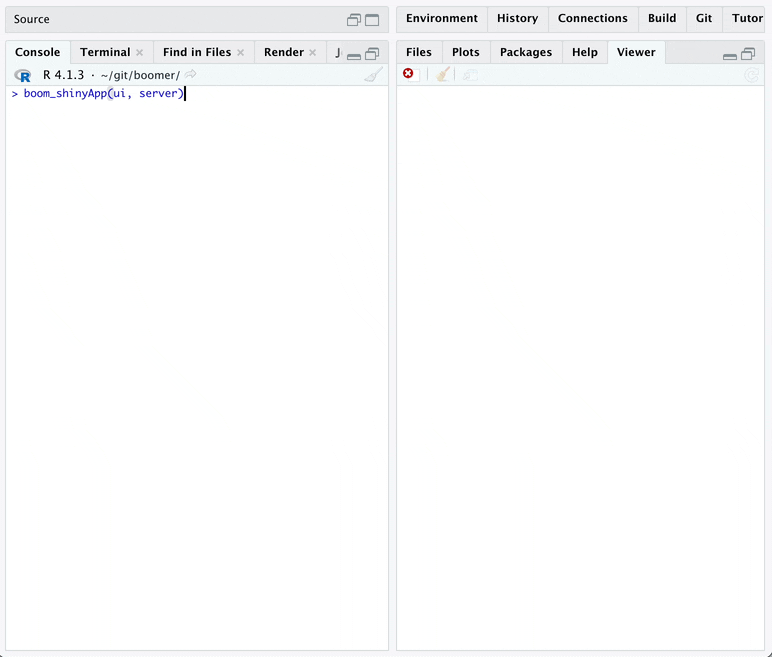 Source
Environment History Connections Build Git Tutor
Console Terminal Find in Files Render J
Files Plots Packages Help Viewer
R R 4.1.3 · ~/git/boomer/
> boom_shinyApp(ui, server)